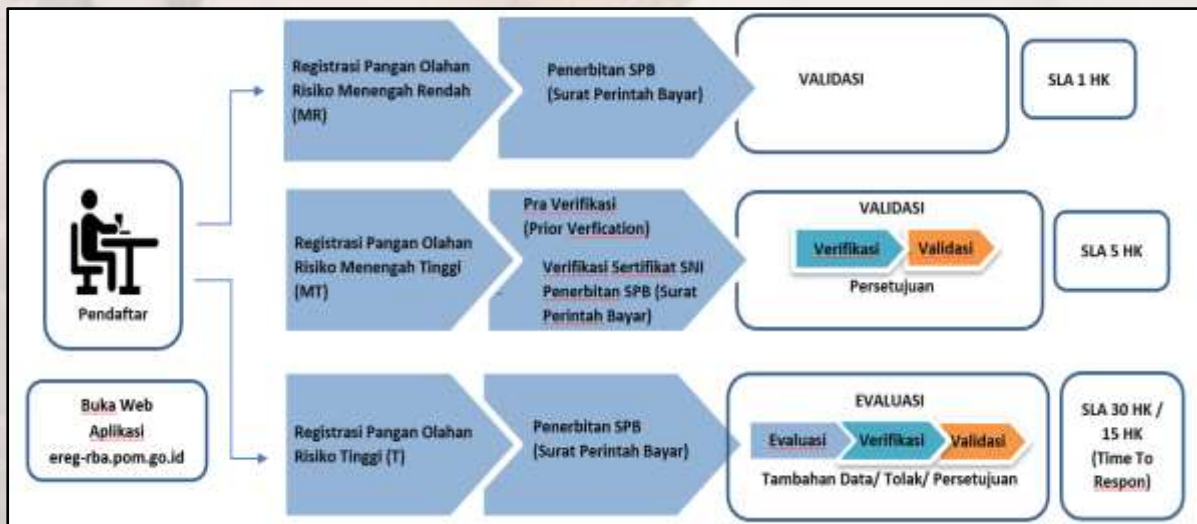 Registrasi Pangan Olahan
Risiko Menengah Rendah
(MR)
Penerbitan SPB
(Surat Perintah Bayar)
VALIDASI
SLA 1 HK
Pendaftar
Registrasi Pangan Olahan
Risiko Menengah Tinggi
(MT)
Pra Verifikasi
(Prior Verfication)
Verifikasi Sertifikat SNI
- Penerbitan SPB (Surat
Perintah Bayar)
VALIDASI
Verifikasi
Validasi
Persetujuan
SLA 5 HK
Buka Web
Aplikasi
ereg-rba.pom.go.id
Registrasi Pangan Olahan
Risiko Tinggi (T)
Penerbitan SPB
(Surat Perintah Bayar)
EVALUASI
Evaluasi
Verifikasi
Validasi
Tambahan Data/ Tolak/ Persetujuan
SLA 30 HK /
15 HK
(Time To
Respon)